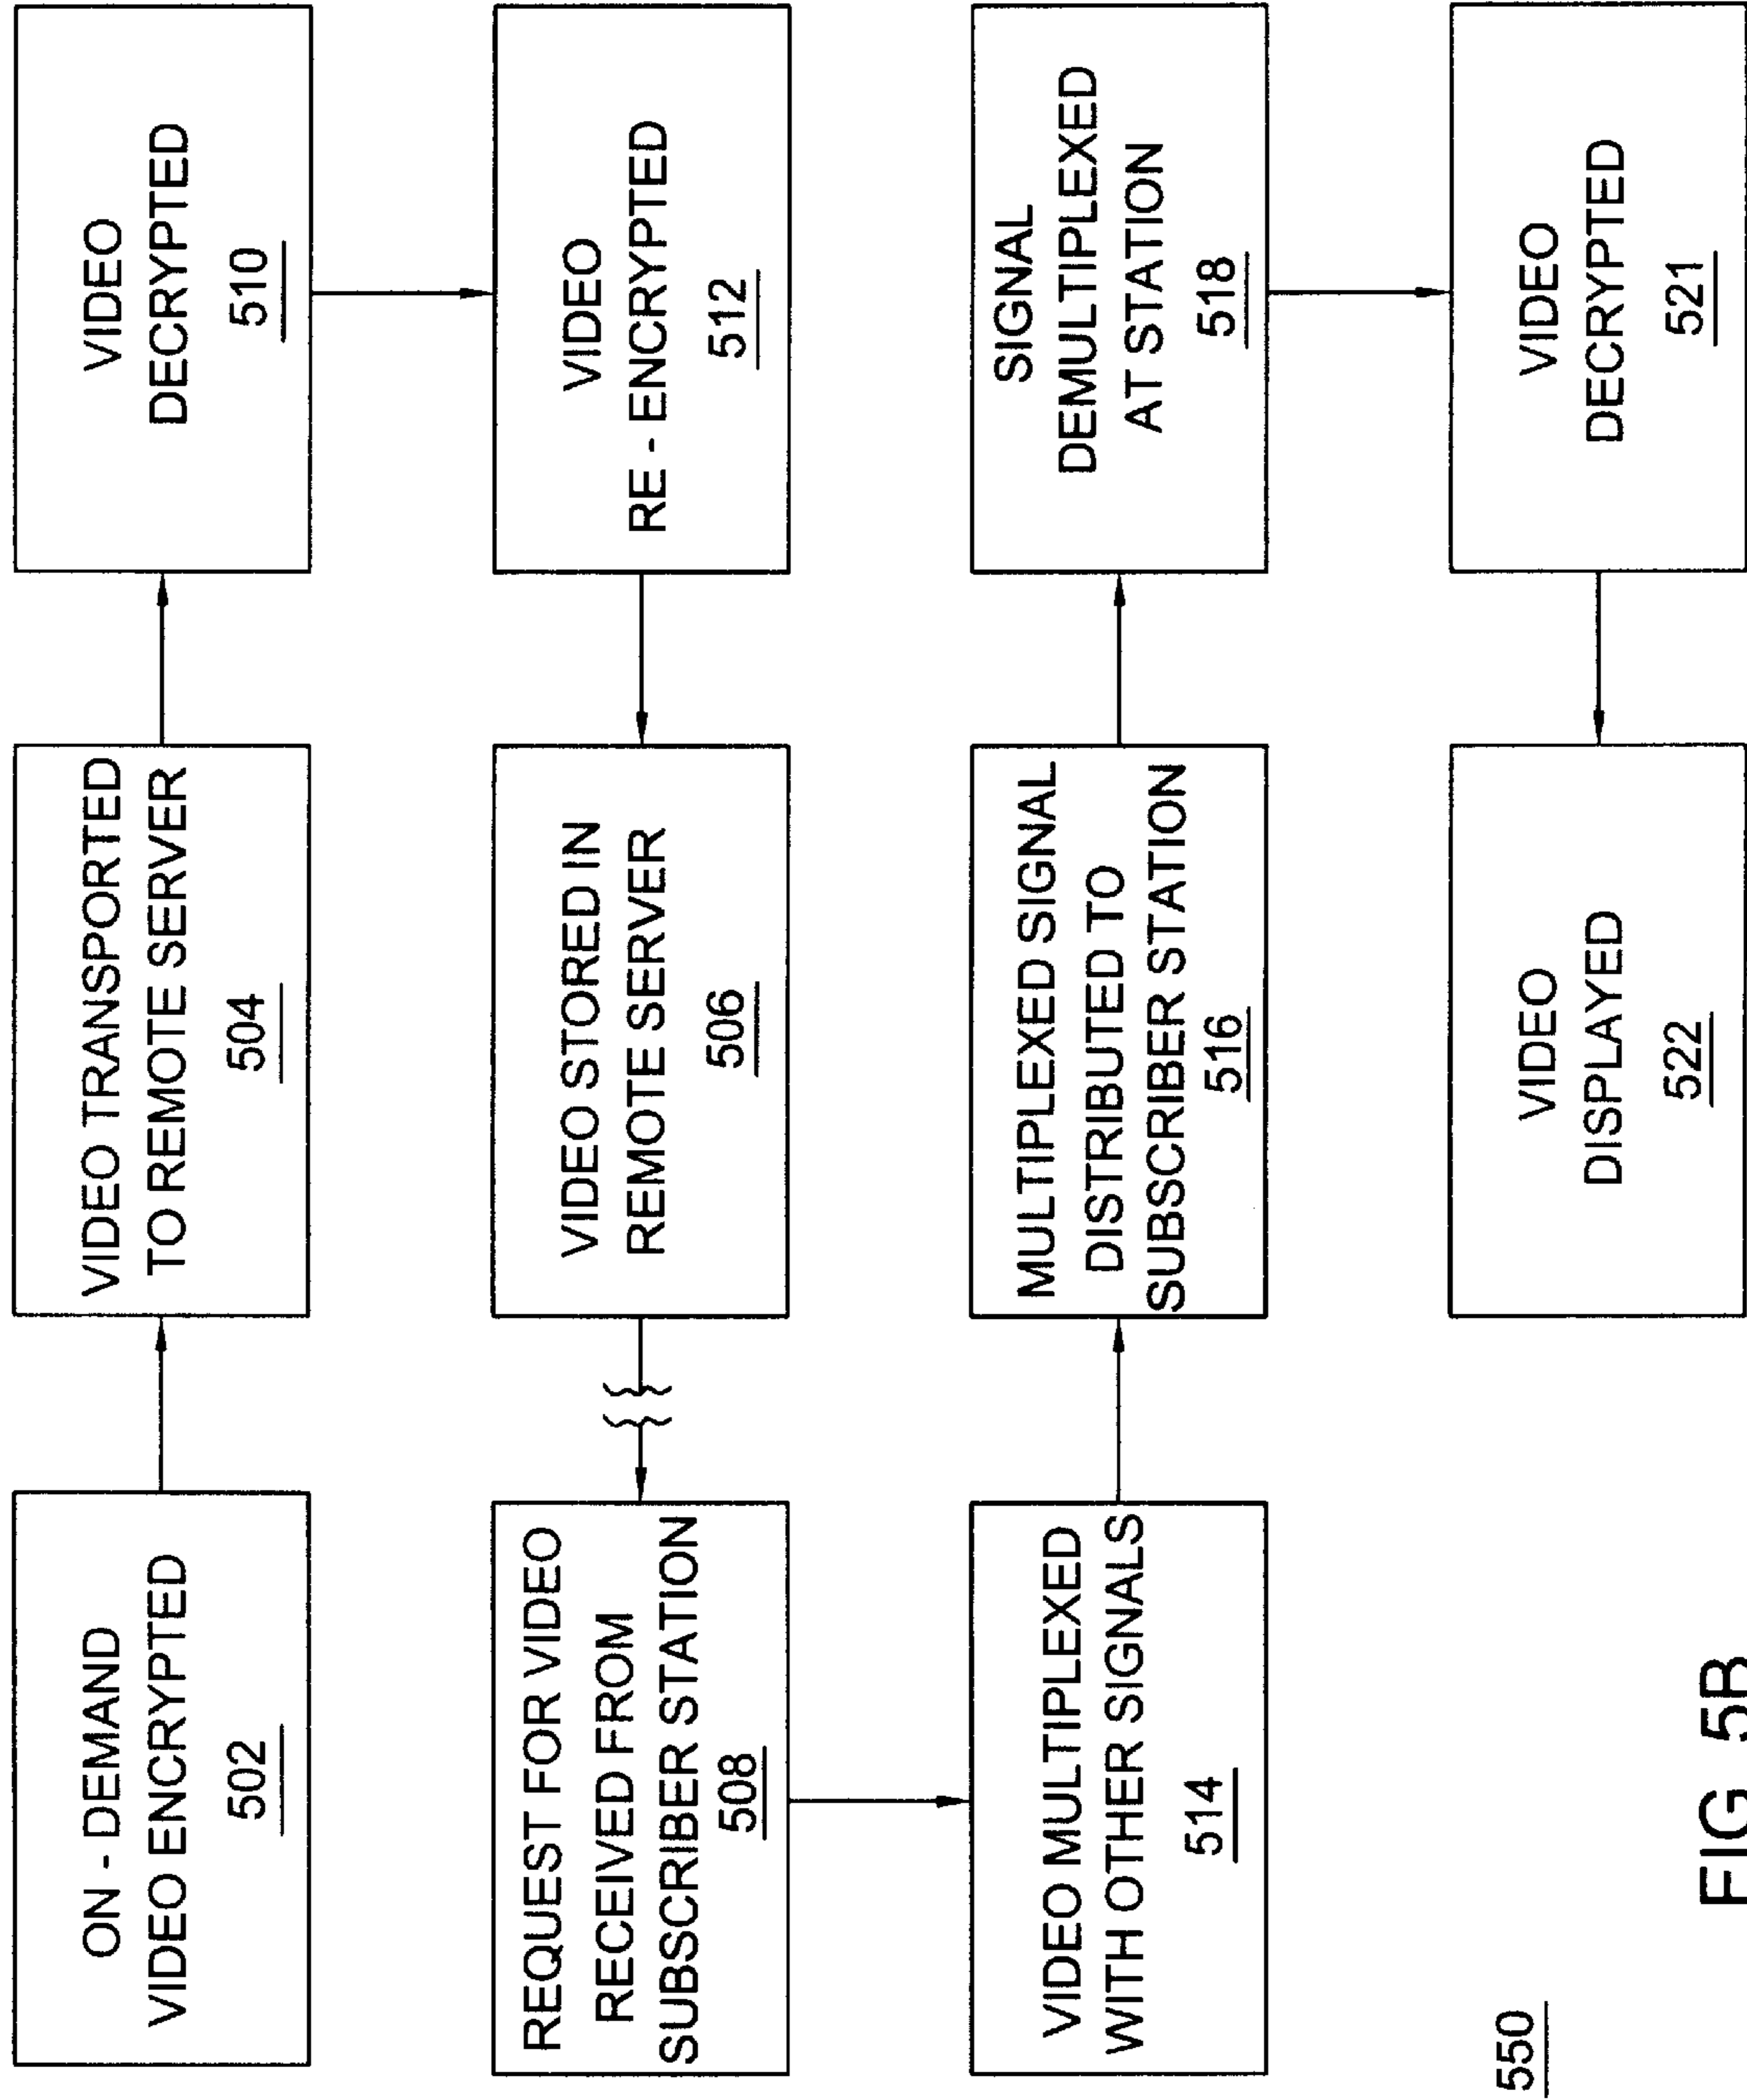 ON - DEMAND
VIDEO ENCRYPTED
502
VIDEO TRANSPORTED
TO REMOTE SERVER
504
VIDEO
DECRYPTED
510
REQUEST FOR VIDEO
RECEIVED FROM
SUBSCRIBER STATION
508
VIDEO STORED IN
REMOTE SERVER
506
VIDEO
RE - ENCRYPTED
512
VIDEO MULTIPLEXED
WITH OTHER SIGNALS
514
MULTIPLEXED SIGNAL
DISTRIBUTED TO
SUBSCRIBER STATION
516
SIGNAL
DEMULTIPLEXED
AT STATION
518
VIDEO
DISPLAYED
522
VIDEO
DECRYPTED
521
550
FIG. 5B